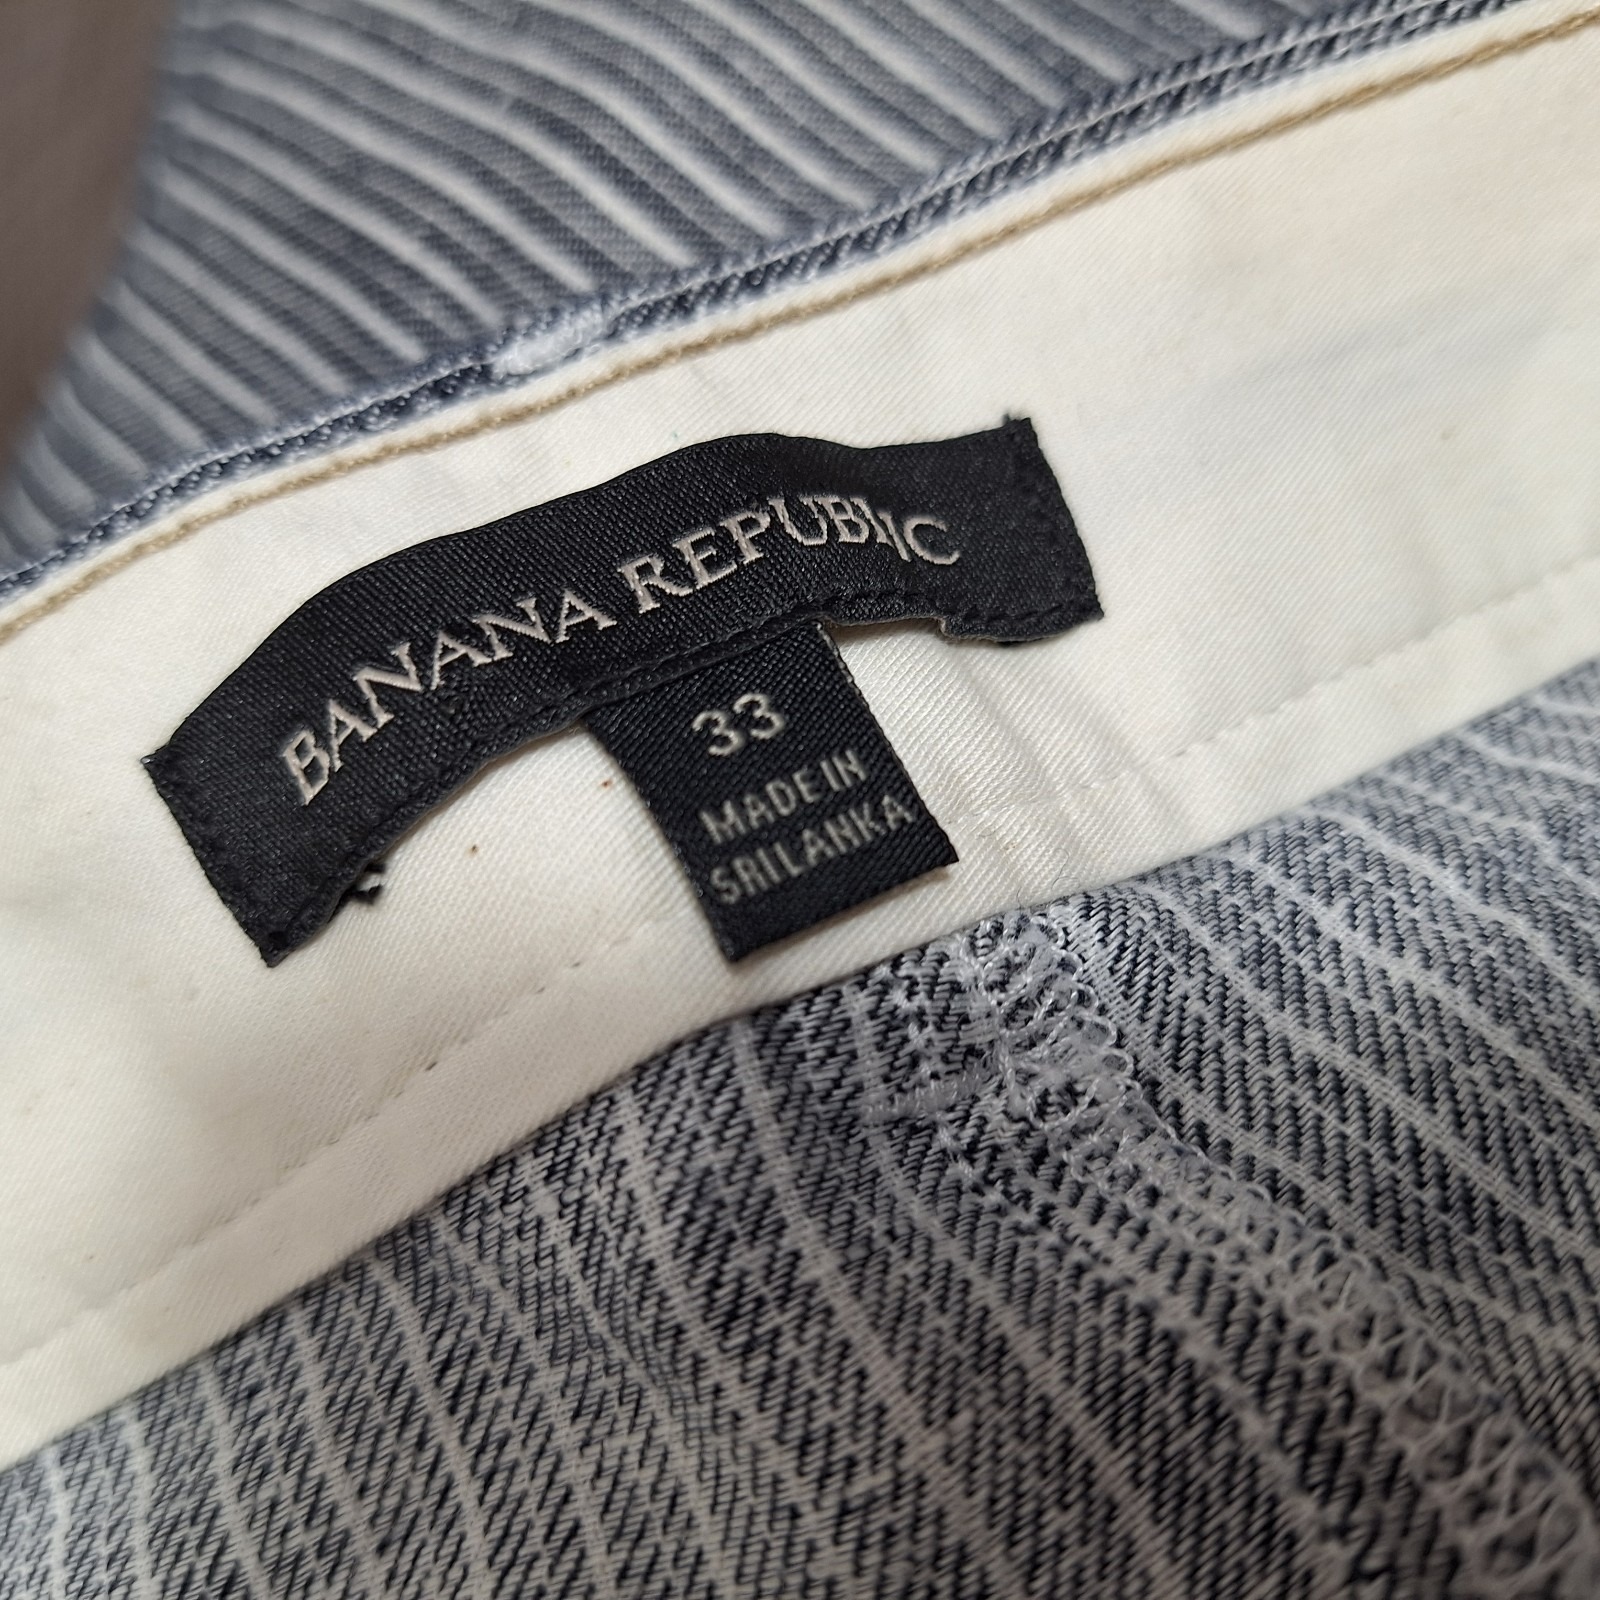 BANANA REPUBLIC
33
MADE IN
SRI LANKA